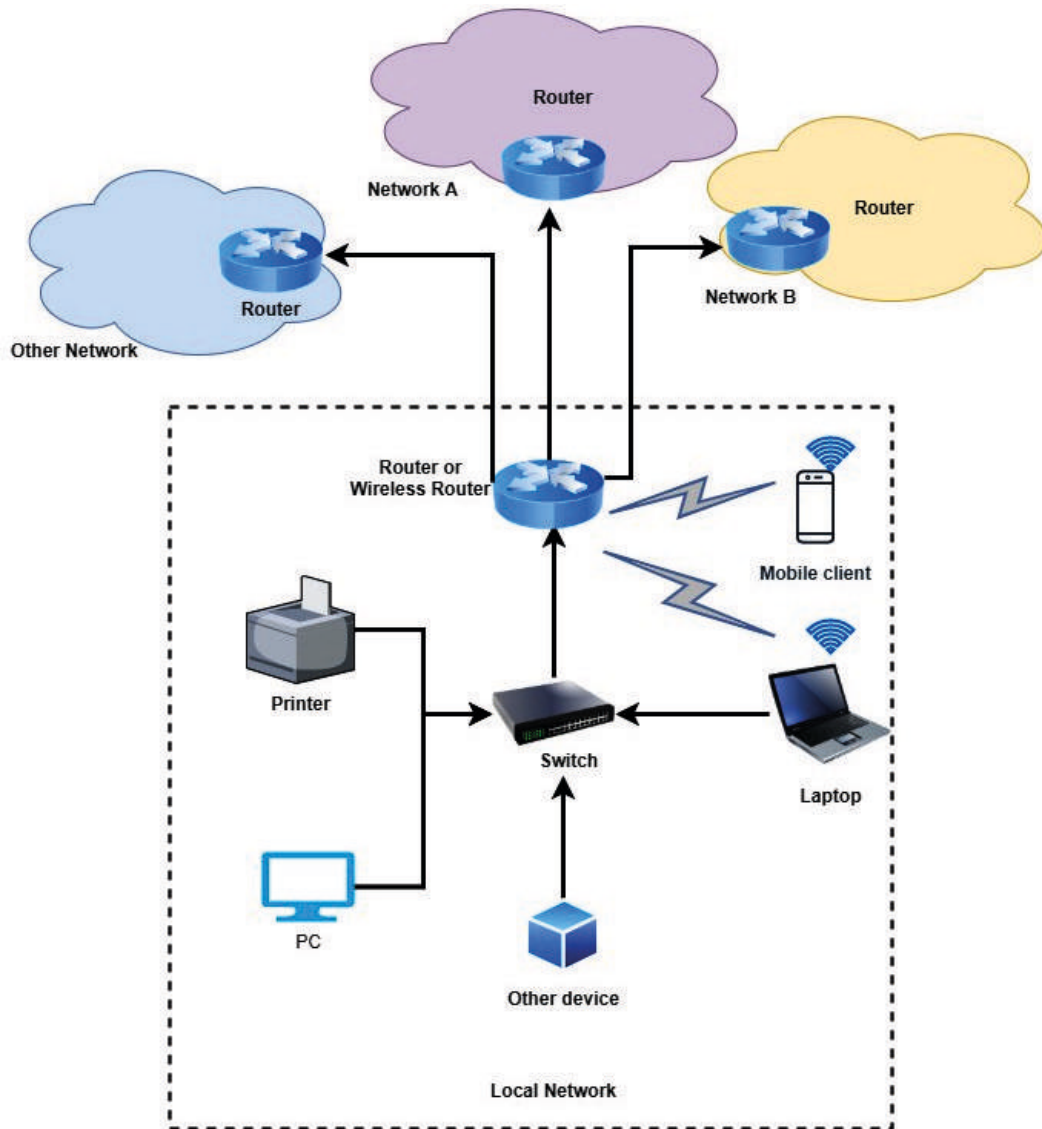 Router
Network A
Router
Network B
Router
Other Network
Router or
Wireless Router
Mobile client
Printer
Switch
Laptop
PC
Other device
Local Network